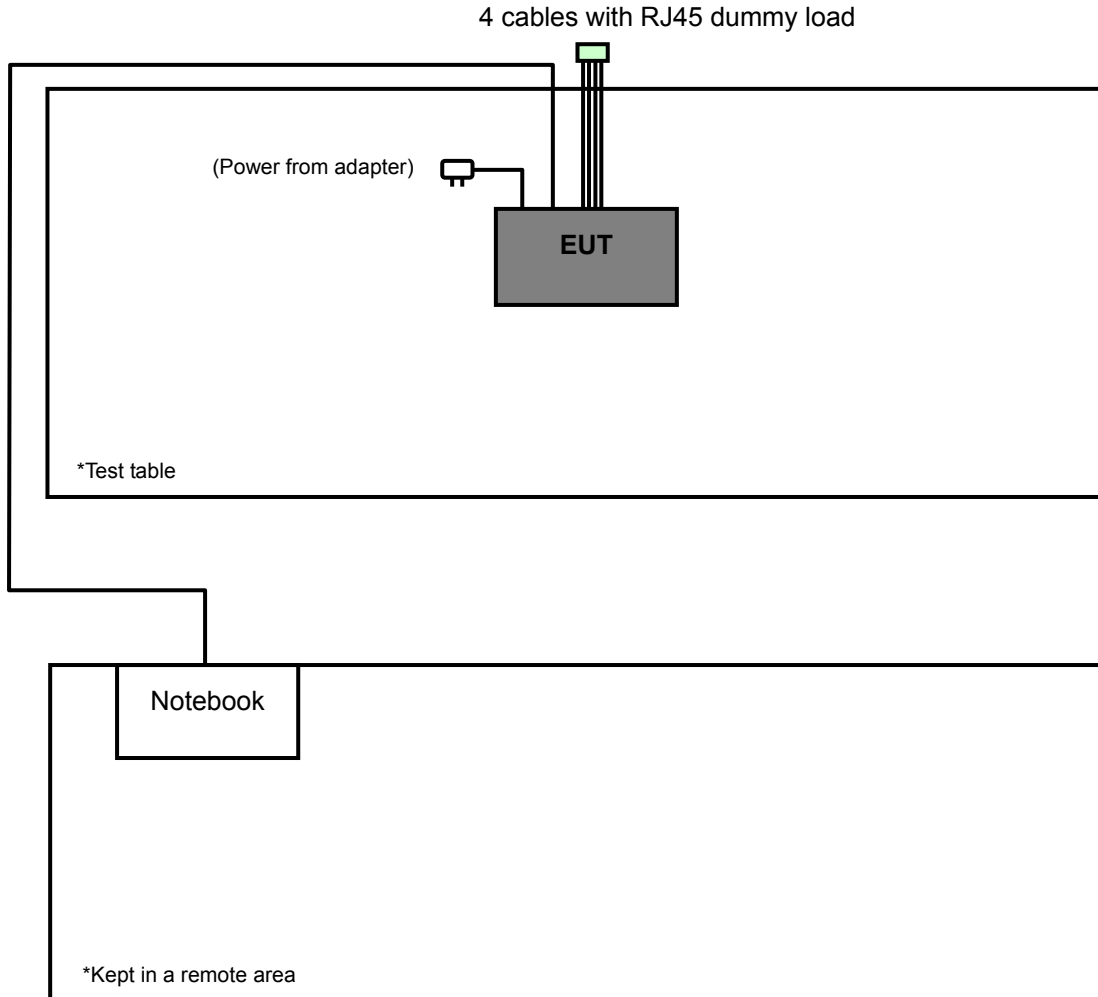 4 cables with RJ45 dummy load
(Power from adapter)
EUT
*Test table
Notebook
*Kept in a remote area